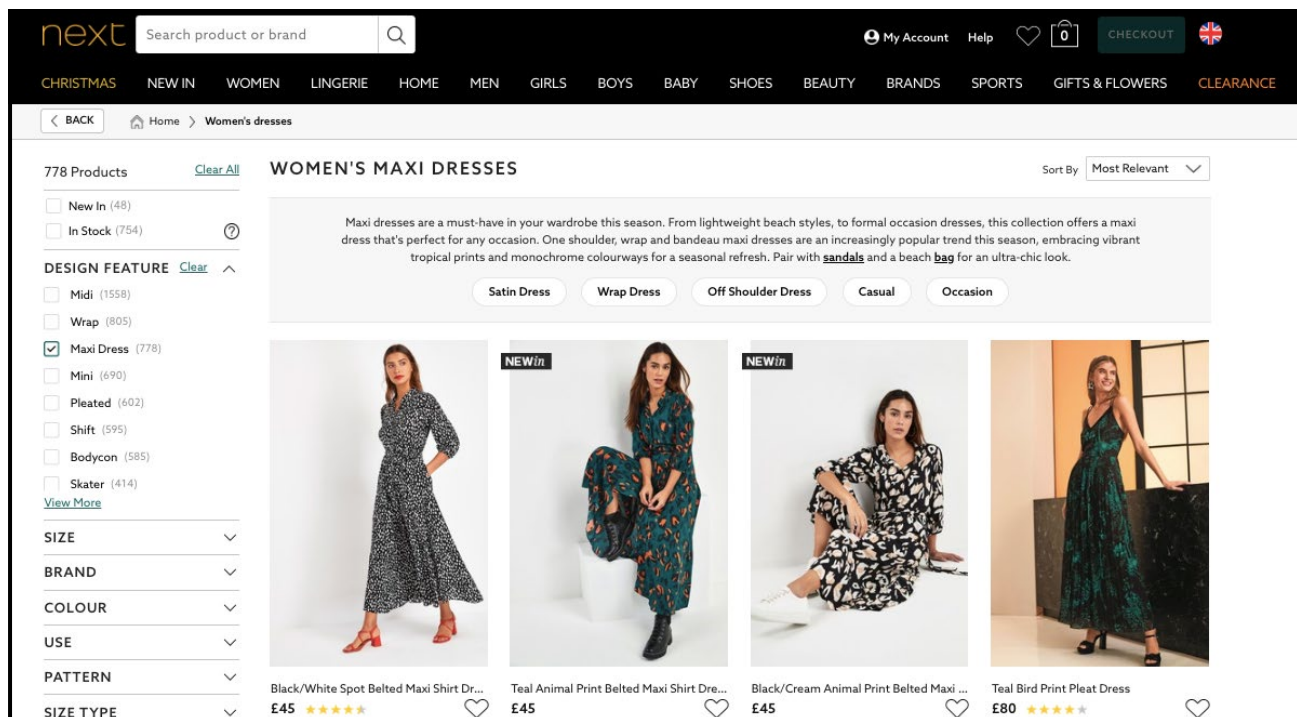 next
Search product or brand
My Account Help 0 CHECKOUT
CHRISTMAS NEW IN WOMEN LINGERIE HOME MEN GIRLS BOYS BABY SHOES BEAUTY BRANDS SPORTS GIFTS & FLOWERS CLEARANCE
BACK Home Women's dresses
778 Products Clear All
New In (48)
In Stock (754) ?
DESIGN FEATURE Clear
Midi (1558)
Wrap (805)
Maxi Dress (778)
Mini (690)
Pleated (602)
Shift (595)
Bodycon (585)
Skater (414)
View More
SIZE
BRAND
COLOUR
USE
PATTERN
SIZE TYPE
WOMEN'S MAXI DRESSES
Sort By Most Relevant
Maxi dresses are a must-have in your wardrobe this season. From lightweight beach styles, to formal occasion dresses, this collection offers a maxi
dress that's perfect for any occasion. One shoulder, wrap and bandeau maxi dresses are an increasingly popular trend this season, embracing vibrant
tropical prints and monochrome colourways for a seasonal refresh. Pair with sandals and a beach bag for an ultra-chic look.
Satin Dress Wrap Dress Off Shoulder Dress Casual Occasion
NEWin NEWin
Black/White Spot Belted Maxi Shirt Dr... Teal Animal Print Belted Maxi Shirt Dre... Black/Cream Animal Print Belted Maxi ... Teal Bird Print Pleat Dress
£45 £45 £45 £80